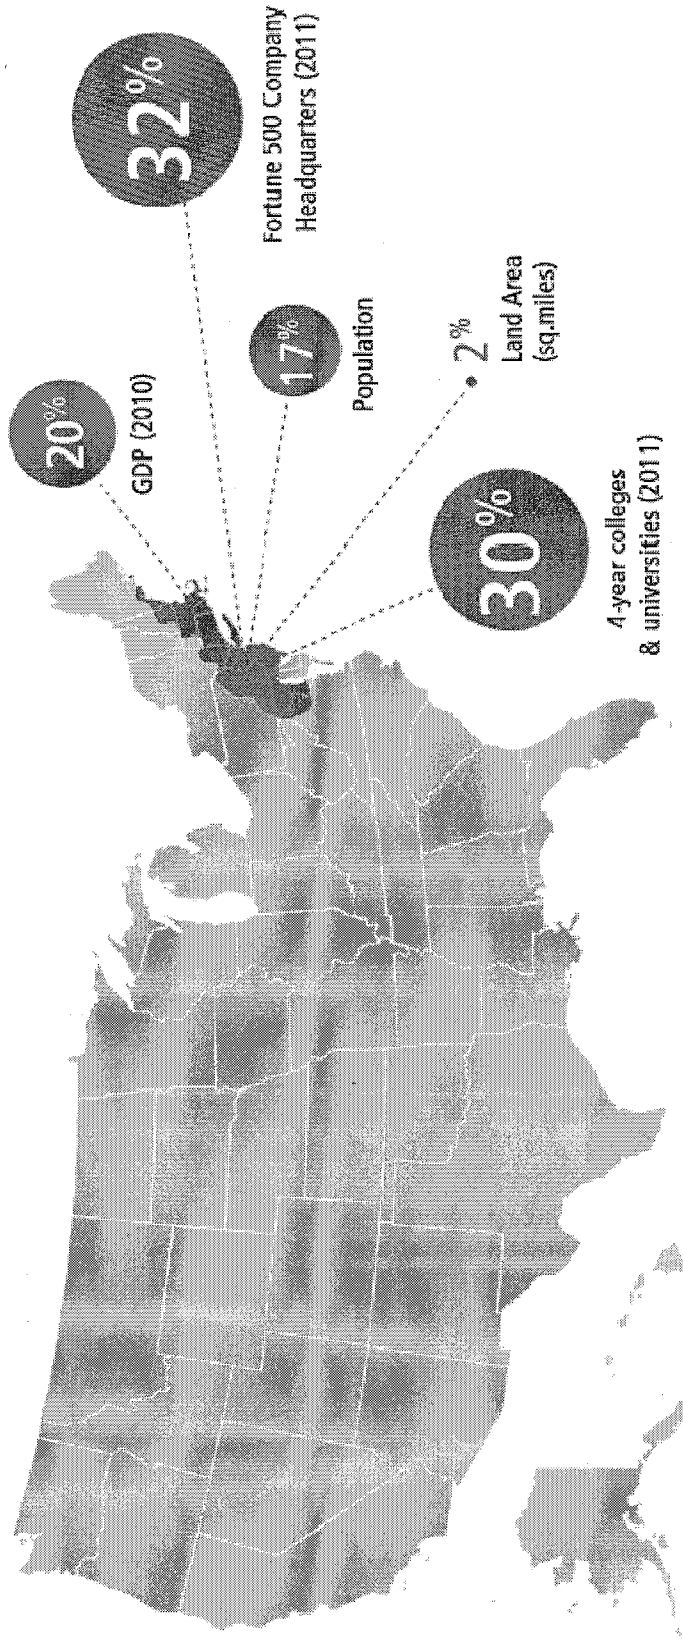 20%
GDP (2010)
32%
Fortune 500 Company
Headquarters (2011)
17%
Population
2%
Land Area
(sq.miles)
30%
4-year colleges
& universities (2011)